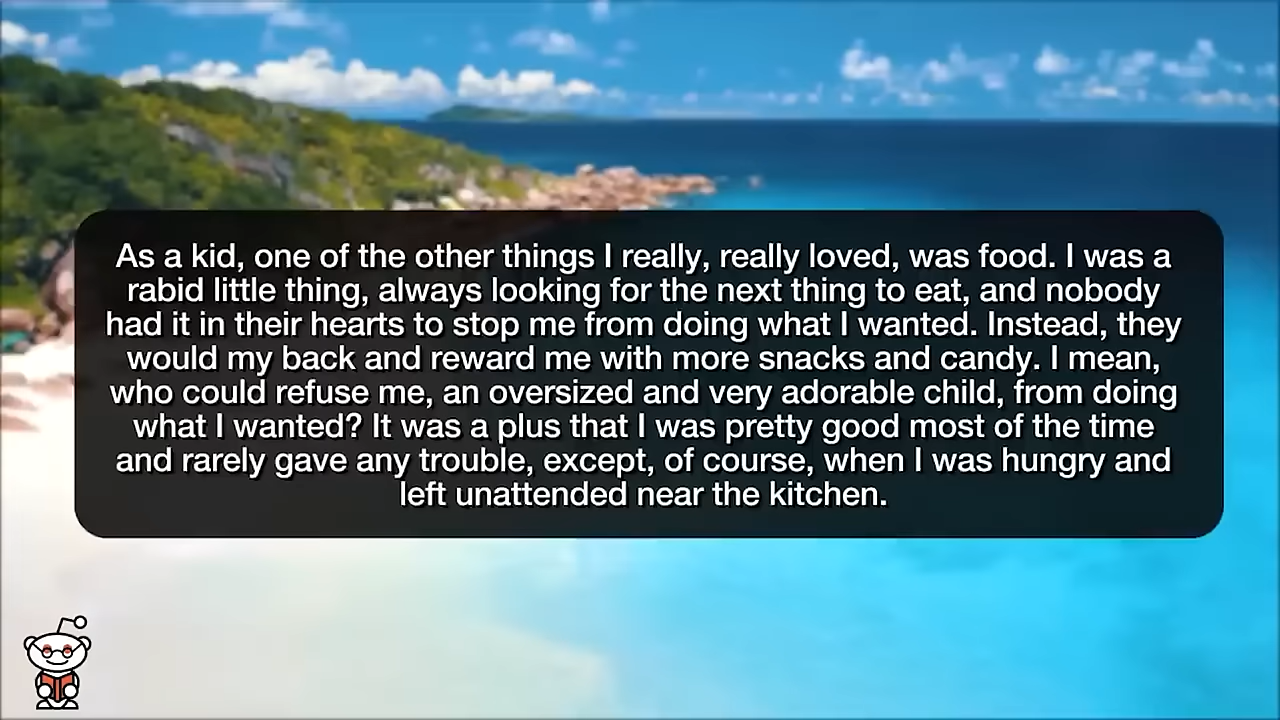 As a kid, one of the other things I really, really loved, was food. I was a
rabid little thing, always looking for the next thing to eat, and nobody
had it in their hearts to stop me from doing what I wanted. Instead, they
would my back and reward me with more snacks and candy. I mean,
who could refuse me, an oversized and very adorable child, from doing
what I wanted? It was a plus that I was pretty good most of the time
and rarely gave any trouble, except, of course, when I was hungry and
left unattended near the kitchen.